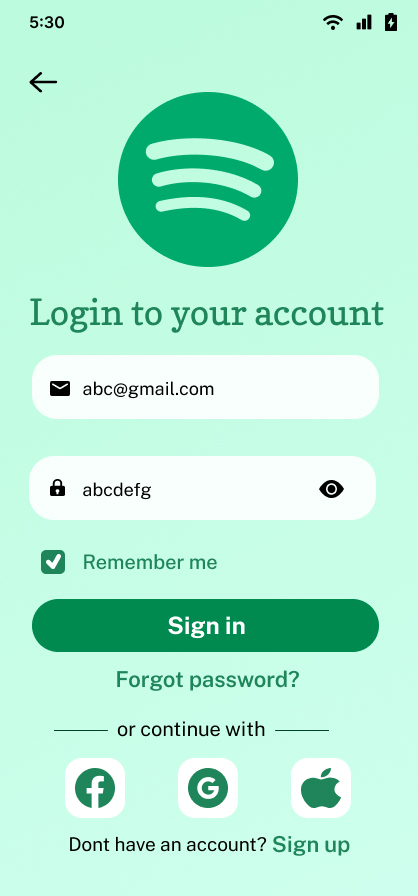 5:30
Login to your account
abc@gmail.com
abcdefg
Remember me
Sign in
Forgot password?
or continue with
Dont have an account? Sign up